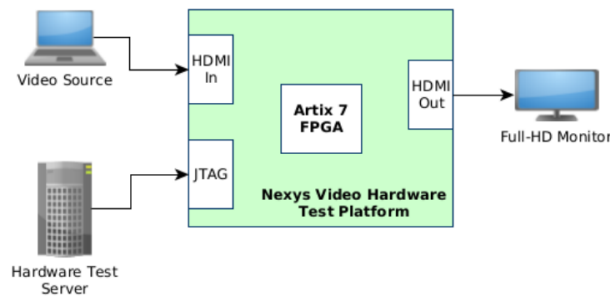 Video Source
HDMI
In
HDMI
Out
Artix 7
FPGA
Full-HD Monitor
JTAG
Nexys Video Hardware
Test Platform
Hardware Test
Server